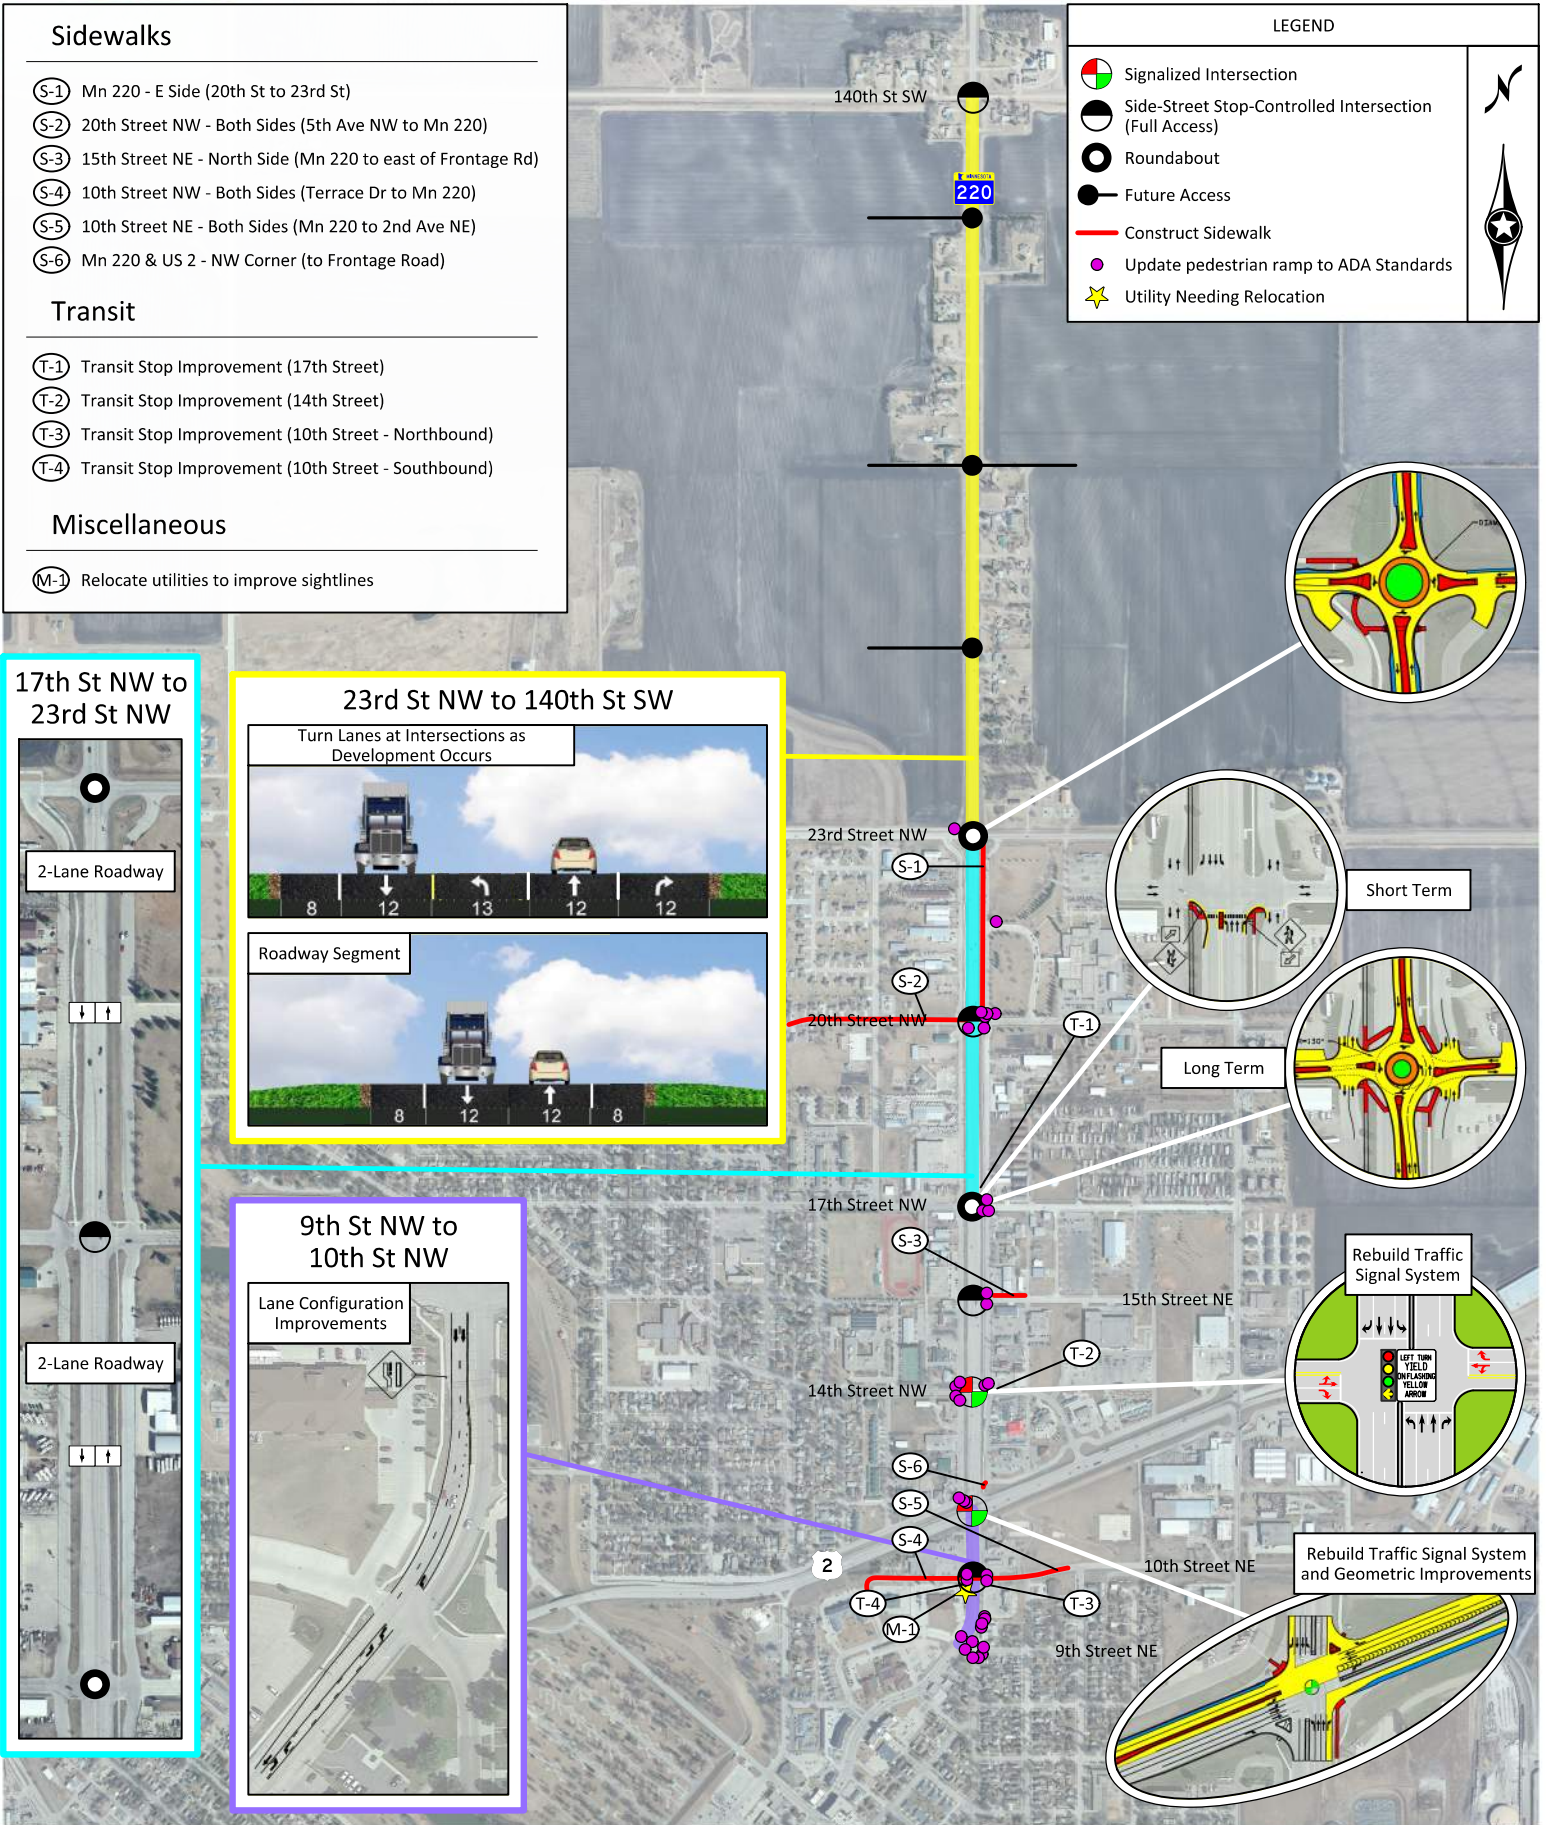 Sidewalks
S-1 Mn 220 - E Side (20th St to 23rd St)
S-2 20th Street NW - Both Sides (5th Ave NW to Mn 220)
S-3 15th Street NE - North Side (Mn 220 to east of Frontage Rd)
S-4 10th Street NW - Both Sides (Terrace Dr to Mn 220)
S-5 10th Street NE - Both Sides (Mn 220 to 2nd Ave NE)
S-6 Mn 220 & US 2 - NW Corner (to Frontage Road)
Transit
T-1 Transit Stop Improvement (17th Street)
T-2 Transit Stop Improvement (14th Street)
T-3 Transit Stop Improvement (10th Street - Northbound)
T-4 Transit Stop Improvement (10th Street - Southbound)
Miscellaneous
M-1 Relocate utilities to improve sightlines
LEGEND
Signalized Intersection
Side-Street Stop-Controlled Intersection
(Full Access)
Roundabout
Future Access
Construct Sidewalk
Update pedestrian ramp to ADA Standards
Utility Needing Relocation
N
140th St SW
MINNESOTA
220
17th St NW to
23rd St NW
2-Lane Roadway
2-Lane Roadway
23rd St NW to 140th St SW
Turn Lanes at Intersections as
Development Occurs
8 12 13 12 12
Roadway Segment
8 12 12 8
9th St NW to
10th St NW
Lane Configuration
Improvements
23rd Street NW
S-1
S-2
20th Street NW
T-1
17th Street NW
S-3
15th Street NE
T-2
14th Street NW
S-6
S-5
S-4
2
10th Street NE
T-4
T-3
M-1
9th Street NE
Short Term
Long Term
Rebuild Traffic
Signal System
LEFT TURN
YIELD
ON FLASHING
YELLOW
ARROW
Rebuild Traffic Signal System
and Geometric Improvements